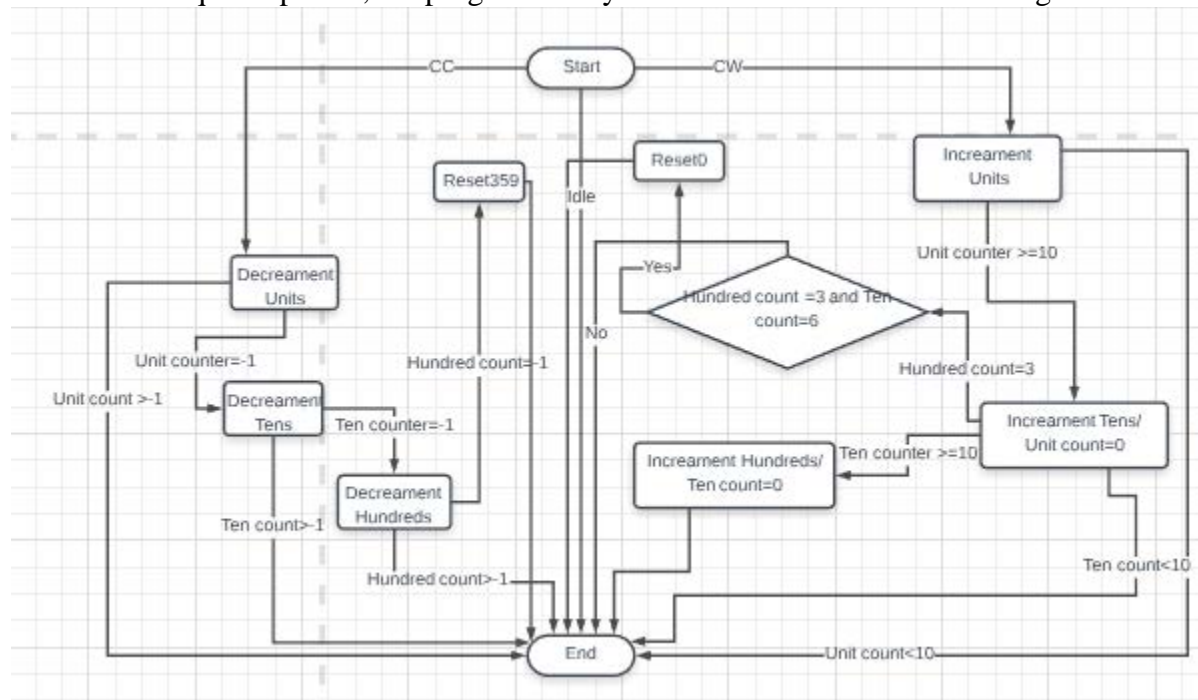 CC
Start
CW
Reset0
Increament
Units
Reset359
Idle
Unit counter >=10
Yes
Decreament
Units
Hundred count =3 and Ten
count=6
No
Unit counter=-1
Hundred count=-1
Hundred count=3
Unit count >-1
Decreament
Tens
Ten counter=-1
Increament Tens/
Unit count=0
Ten counter >=10
Increament Hundreds/
Ten count=0
Decreament
Hundreds
Ten count>-1
Ten count<10
Hundred count>-1
End
Unit count<10